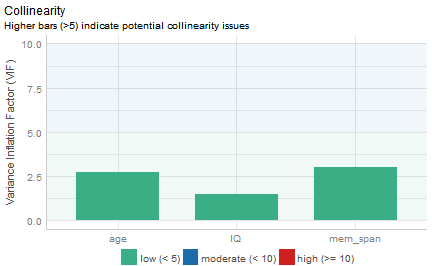 Collinearity
Higher bars (>5) indicate potential collinearity issues
Variance Inflation Factor (VIF)
10.0
7.5
5.0
2.5
0.0
age
IQ
mem_span
low (< 5)
moderate (< 10)
high (>= 10)